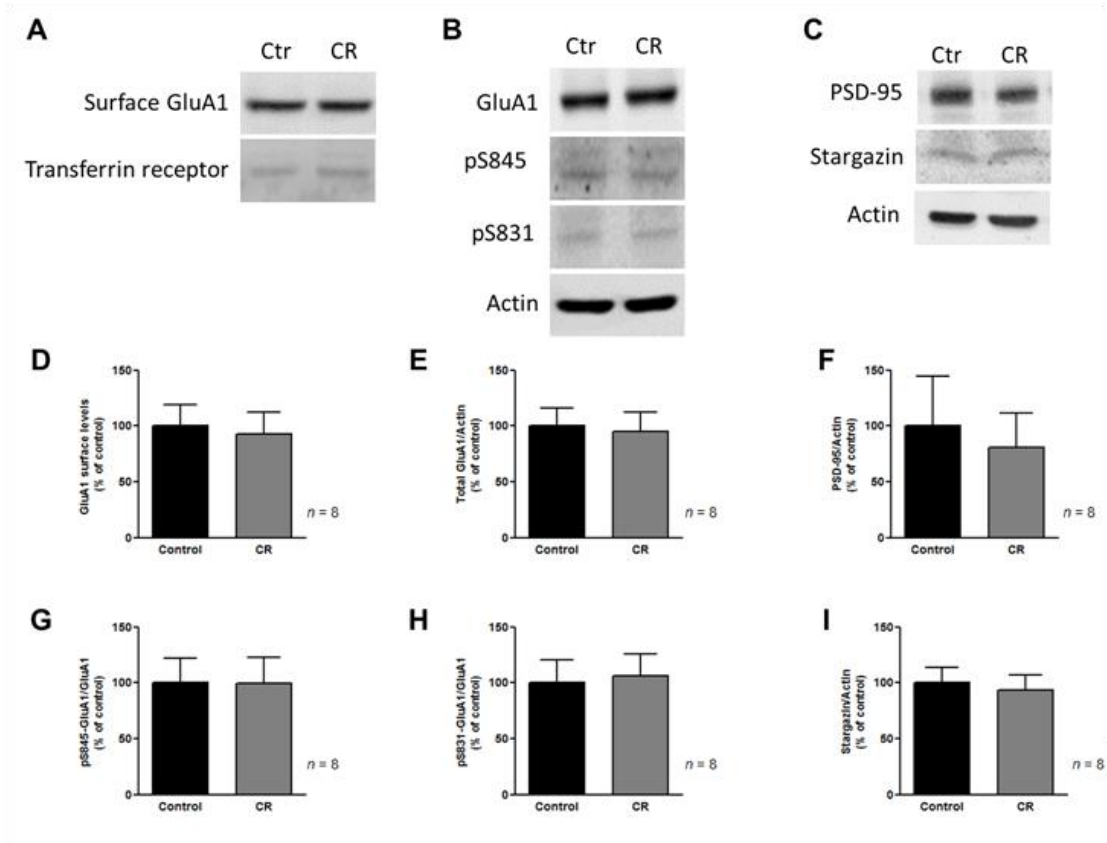 A
Ctr CR
Surface GluA1
Transferrin receptor
B
Ctr CR
GluA1
pS845
pS831
Actin
C
Ctr CR
PSD-95
Stargazin
Actin
D
GluA1 surface levels
(% of control)
150
100
50
0
Control CR
n = 8
E
Total GluA1/Actin
(% of control)
150
100
50
0
Control CR
n = 8
F
PSD-95/Actin
(% of control)
150
100
50
0
Control CR
n = 8
G
pS845-GluA1/GluA1
(% of control)
150
100
50
0
Control CR
n = 8
H
pS831-GluA1/GluA1
(% of control)
150
100
50
0
Control CR
n = 8
I
Stargazin/Actin
(% of control)
150
100
50
0
Control CR
n = 8